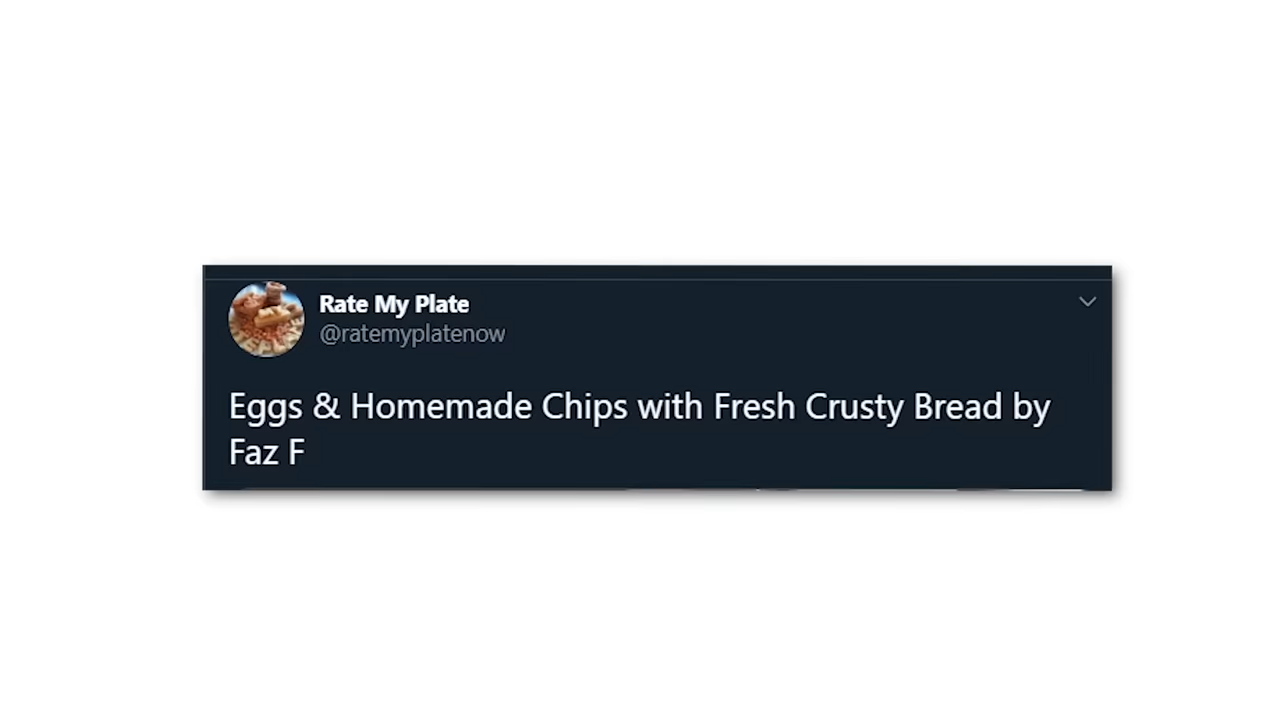 Rate My Plate
@ratemyplatenow
Eggs & Homemade Chips with Fresh Crusty Bread by
Faz F